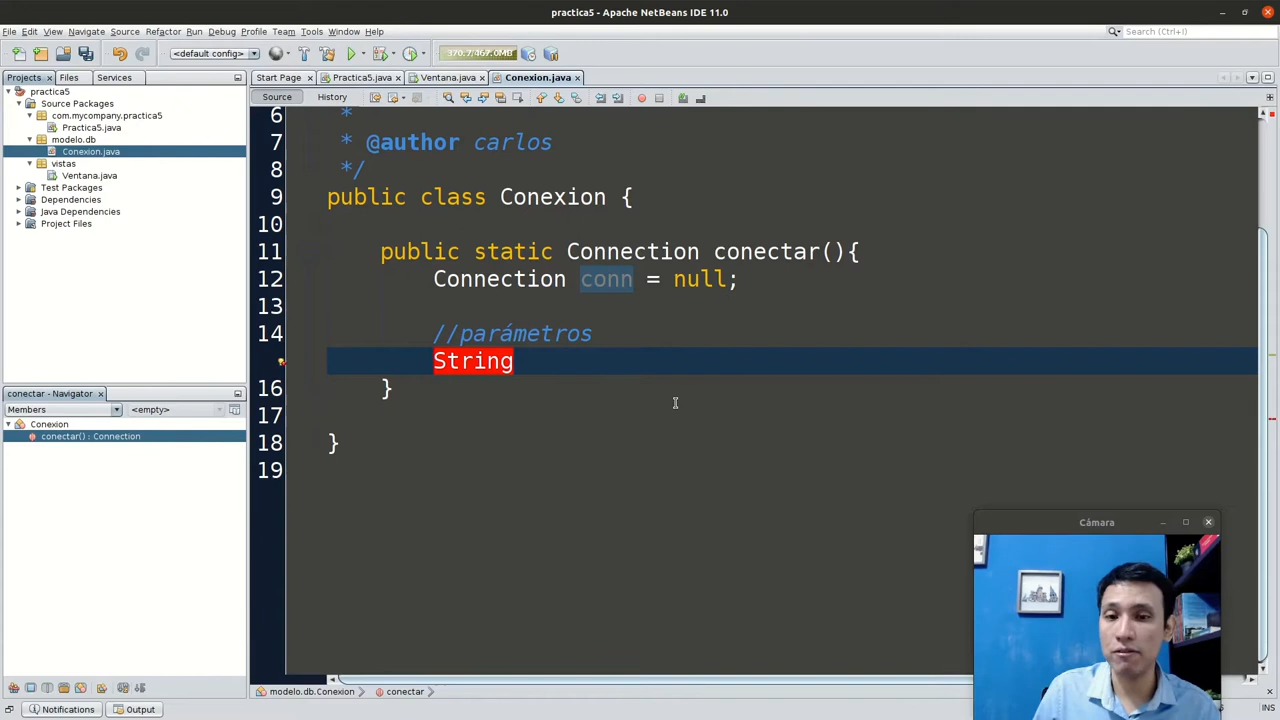 practica5 - Apache NetBeans IDE 11.0
File Edit View Navigate Source Refactor Run Debug Profile Team Tools Window Help
Search (Ctrl+I)
<default config>
370.7/467.0MB
Projects Files Services
Start Page Practica5.java Ventana.java Conexion.java
Source History
practica5
Source Packages
com.mycompany.practica5
Practica5.java
modelo.db
Conexion.java
vistas
Ventana.java
Test Packages
Dependencies
Java Dependencies
Project Files
conectar - Navigator
Members <empty>
Conexion
conectar() : Connection
6 *
7 * @author carlos
8 */
9 public class Conexion {
10
11 public static Connection conectar(){
12 Connection conn = null;
13
14 //parámetros
String
16 }
17
18 }
19
Cámara
modelo.db.Conexion conectar
Notifications Output
INS